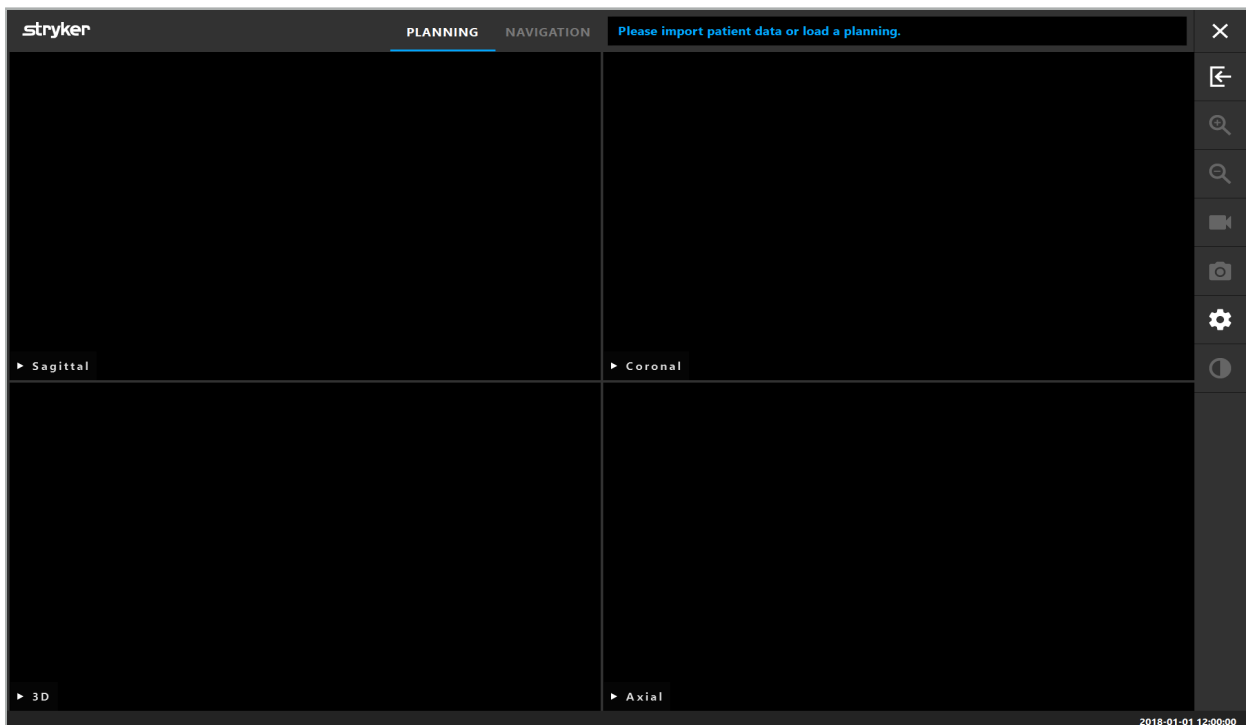 stryker
PLANNING NAVIGATION Please import patient data or load a planning.
Sagittal
Coronal
3D
Axial
2018-01-01 12:00:00